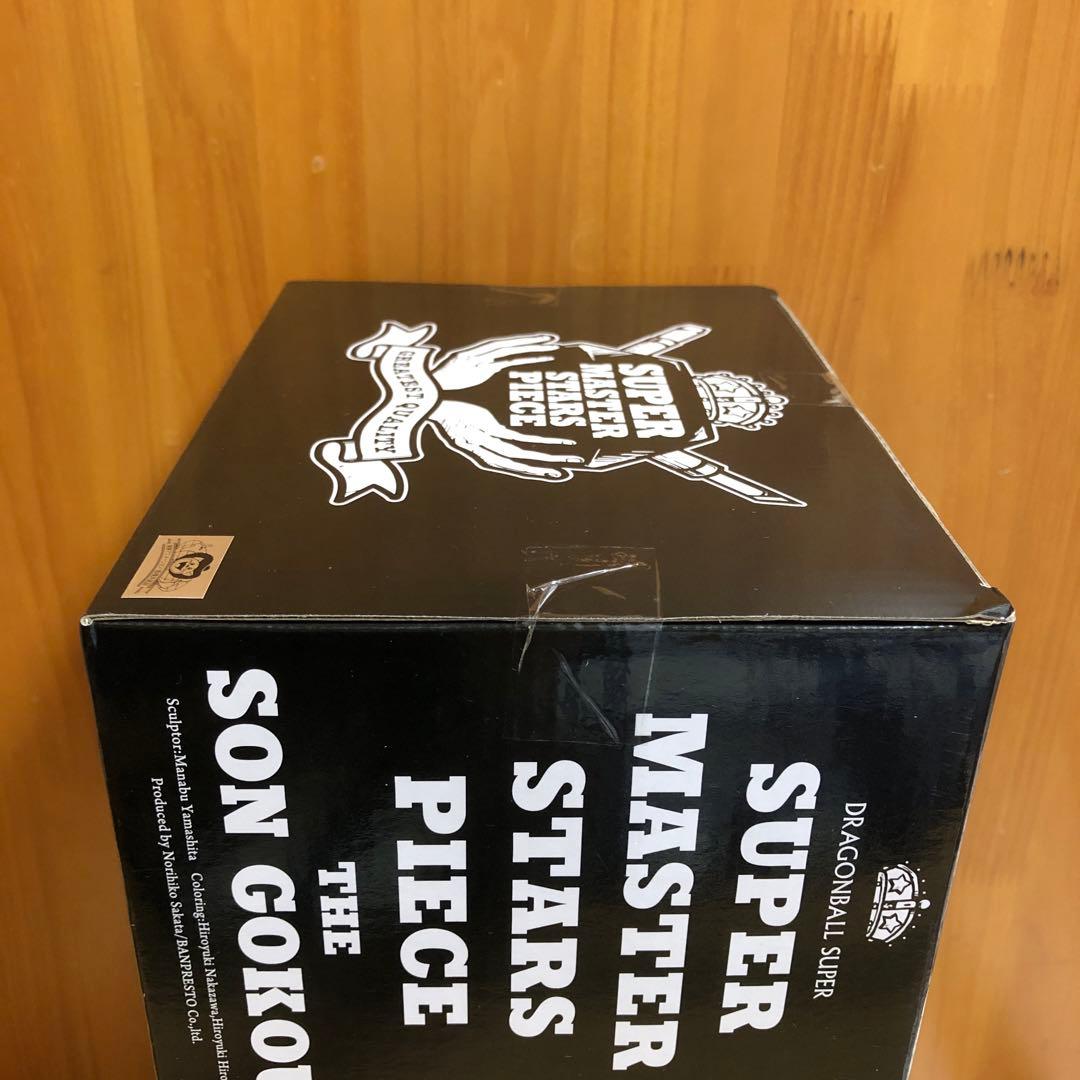 SUPER
MASTER
STARS
PIECE
GREATEST QUALITY
DRAGONBALL SUPER
SUPER
MASTER
STARS
PIECE
THE
SON GOKOU
Sculptor:Manabu Yamashita Coloring:Hiroyuki Nakazawa,Hiroyuki
Produced by Norihiko Sakata/BANPRESTO Co.,ltd.